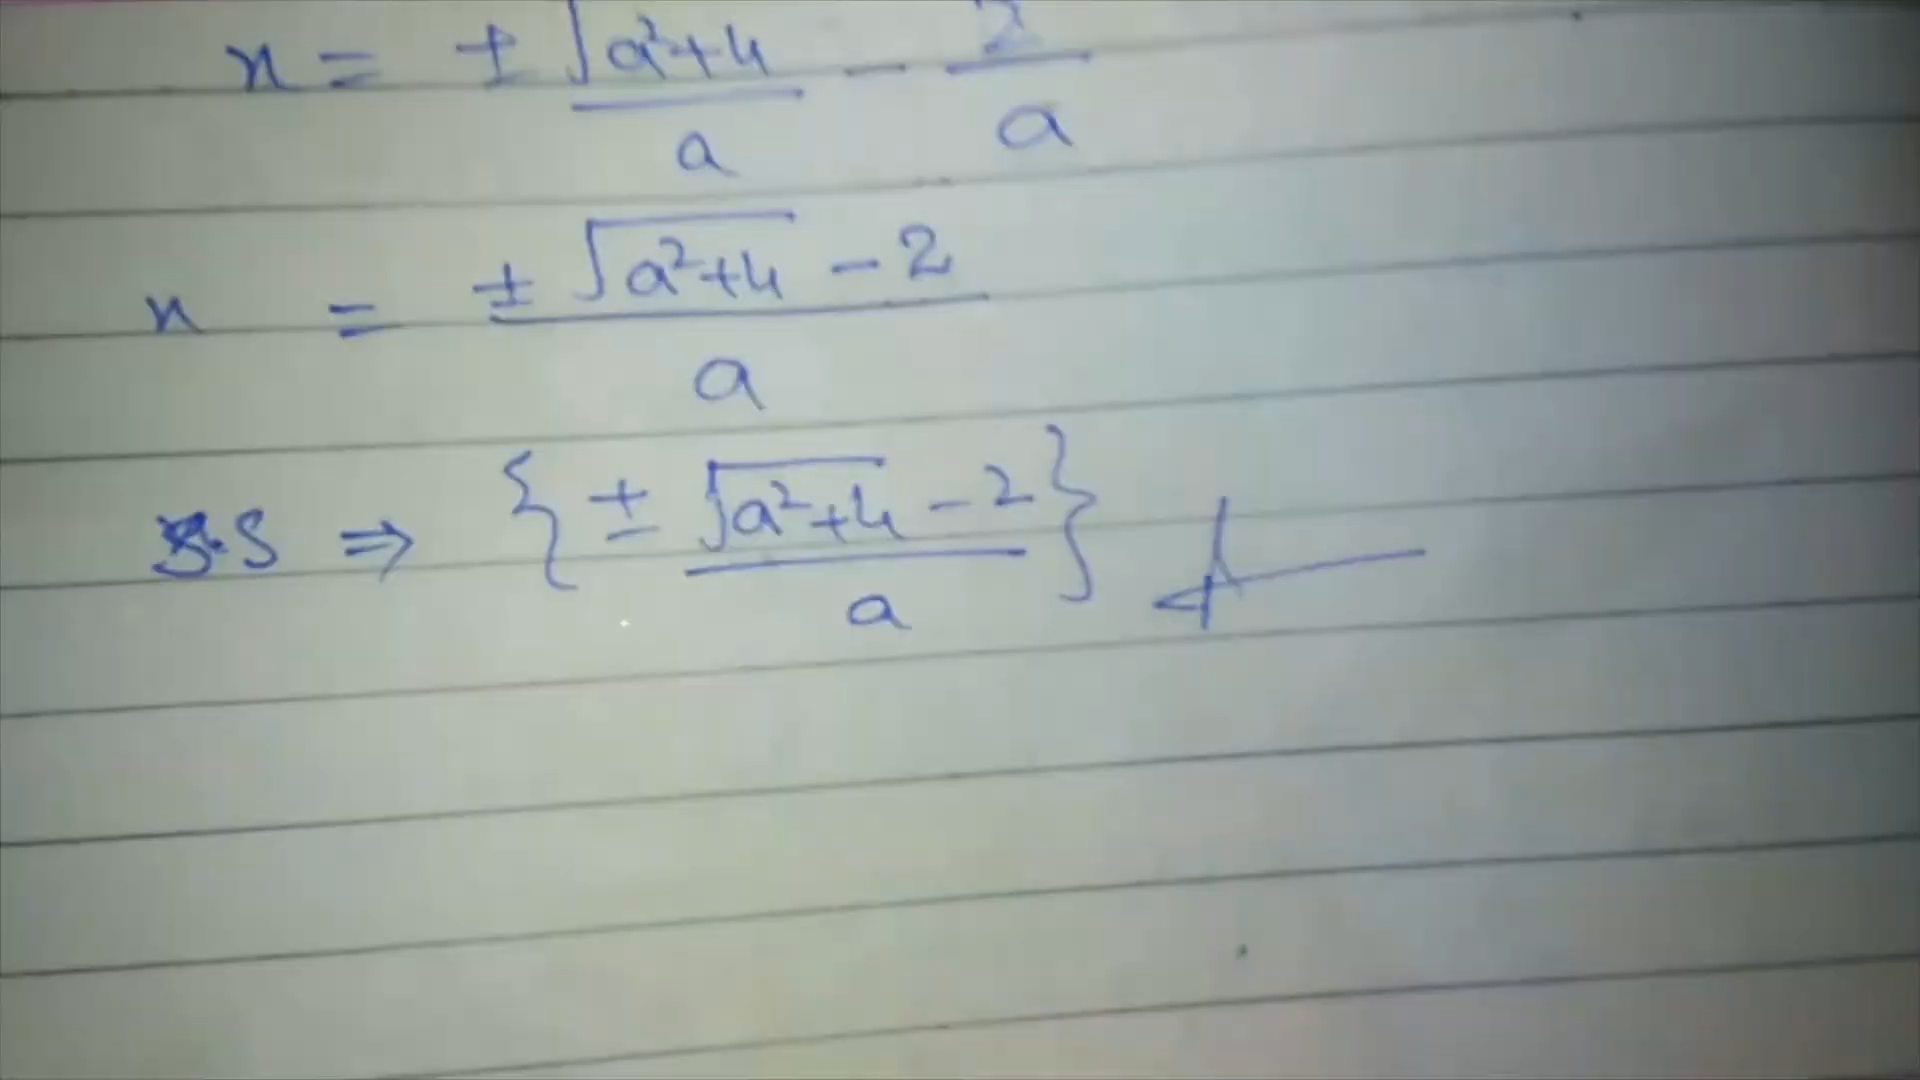 x = ± √a²+4/a - 2/a
x = ± √a²+4 - 2/a
S.S ⇒ { ± √a²+4 - 2/a }